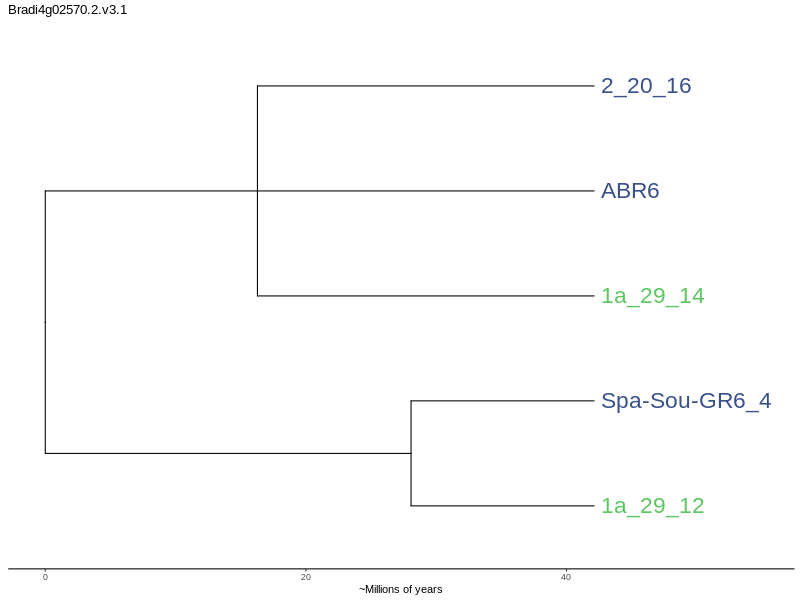 Bradi4g02570.2.v3.1
2_20_16
ABR6
1a_29_14
Spa-Sou-GR6_4
1a_29_12
0 20 40
~Millions of years